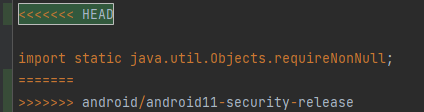 <<<<<<< HEAD
import static java.util.Objects.requireNonNull;
=======
>>>>>>> android/android11-security-release